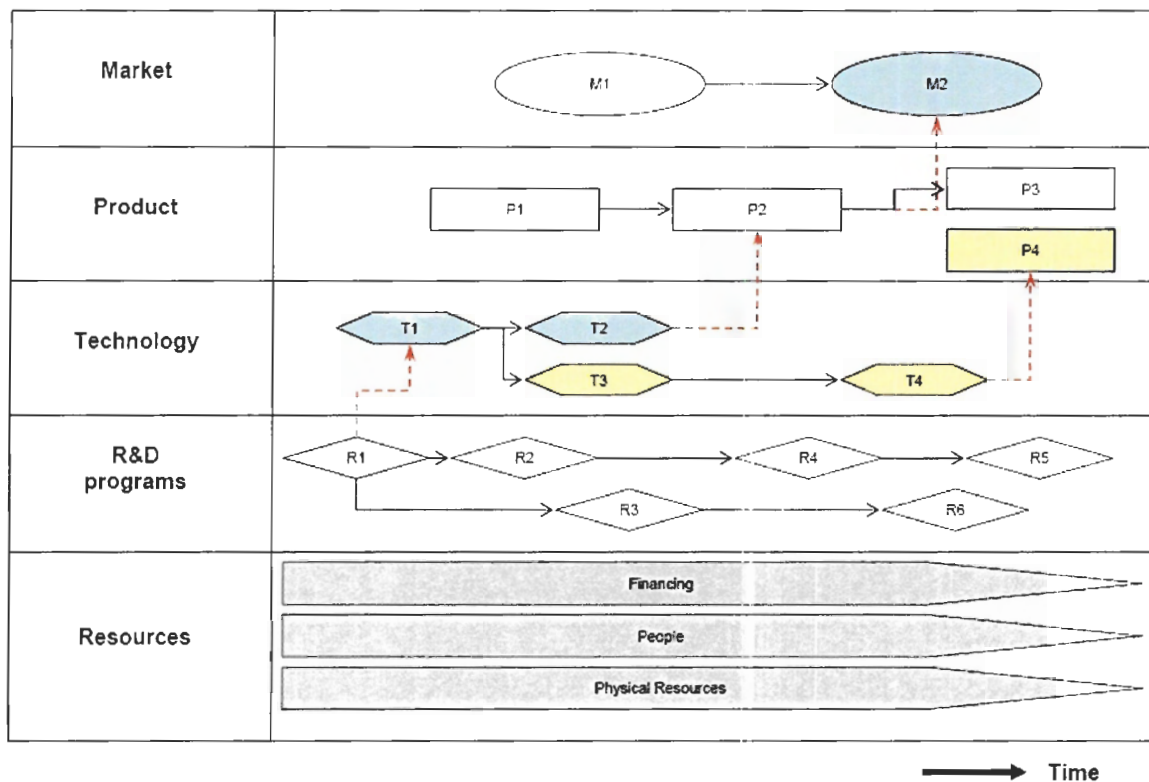 Market
M1
M2
Product
P1
P2
P3
P4
Technology
T1
T2
T3
T4
R&D
programs
R1
R2
R4
R5
R3
R6
Resources
Financing
People
Physical Resources
Time